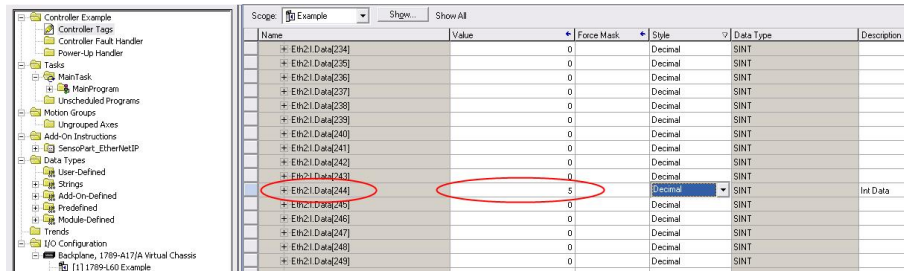 Controller Example
Controller Tags
Controller Fault Handler
Power-Up Handler
Tasks
MainTask
MainProgram
Unscheduled Programs
Motion Groups
Ungrouped Axes
Add-On Instructions
SensoPart_EtherNetIP
Data Types
User-Defined
Strings
Add-On-Defined
Predefined
Module-Defined
Trends
I/O Configuration
Backplane, 1789-A17/A Virtual Chassis
[1] 1789-L60 Example
Scope: Example Show... Show All
Name Value Force Mask Style Data Type Description
Eth2:I.Data[234] 0 Decimal SINT
Eth2:I.Data[235] 0 Decimal SINT
Eth2:I.Data[236] 0 Decimal SINT
Eth2:I.Data[237] 0 Decimal SINT
Eth2:I.Data[238] 0 Decimal SINT
Eth2:I.Data[239] 0 Decimal SINT
Eth2:I.Data[240] 0 Decimal SINT
Eth2:I.Data[241] 0 Decimal SINT
Eth2:I.Data[242] 0 Decimal SINT
Eth2:I.Data[243] 0 Decimal SINT
Eth2:I.Data[244] 5 Decimal SINT Int Data
Eth2:I.Data[245] 0 Decimal SINT
Eth2:I.Data[246] 0 Decimal SINT
Eth2:I.Data[247] 0 Decimal SINT
Eth2:I.Data[248] 0 Decimal SINT
Eth2:I.Data[249] 0 Decimal SINT